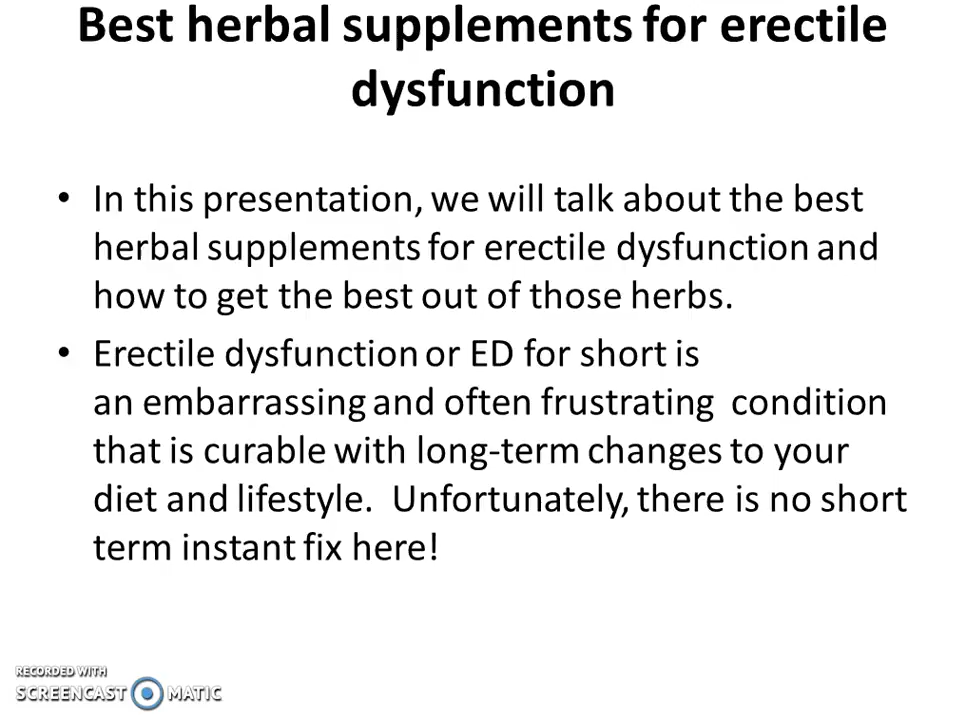 Best herbal supplements for erectile
dysfunction
• In this presentation, we will talk about the best
herbal supplements for erectile dysfunction and
how to get the best out of those herbs.
• Erectile dysfunction or ED for short is
an embarrassing and often frustrating  condition
that is curable with long-term changes to your
diet and lifestyle.  Unfortunately, there is no short
term instant fix here!
RECORDED WITH
SCREENCAST MATIC